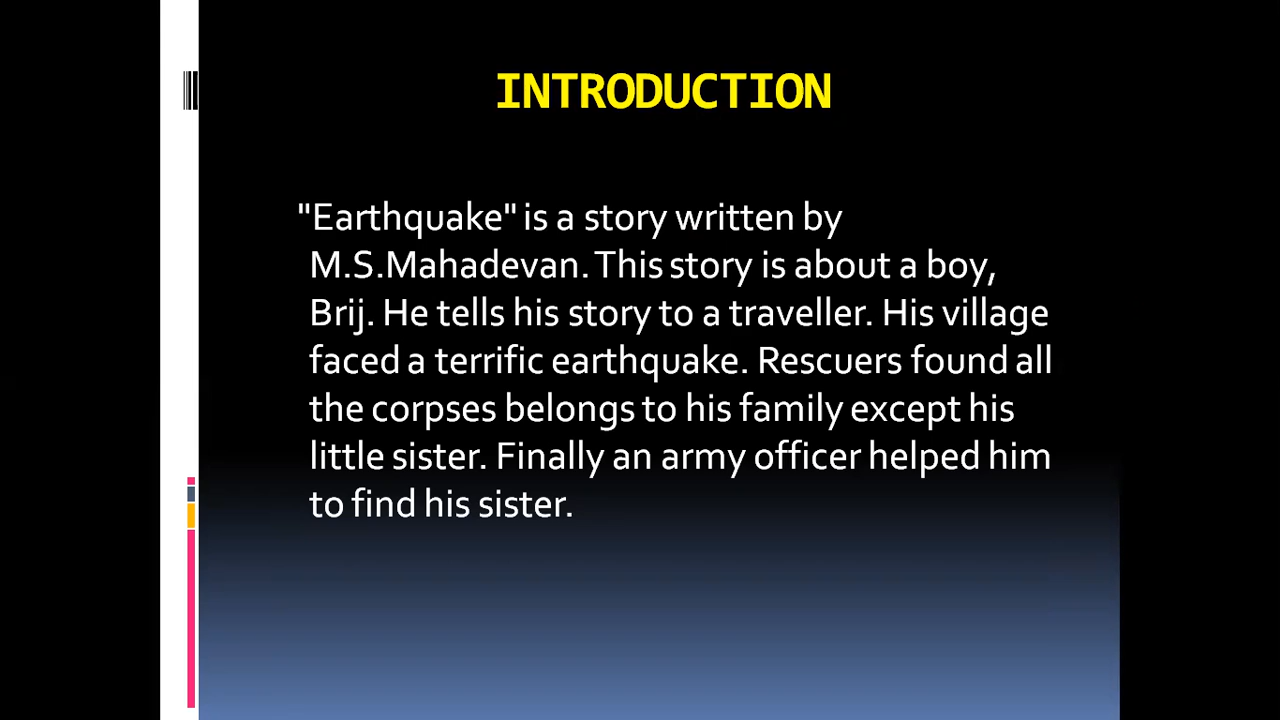 INTRODUCTION
"Earthquake" is a story written by
M.S.Mahadevan. This story is about a boy,
Brij. He tells his story to a traveller. His village
faced a terrific earthquake. Rescuers found all
the corpses belongs to his family except his
little sister. Finally an army officer helped him
to find his sister.